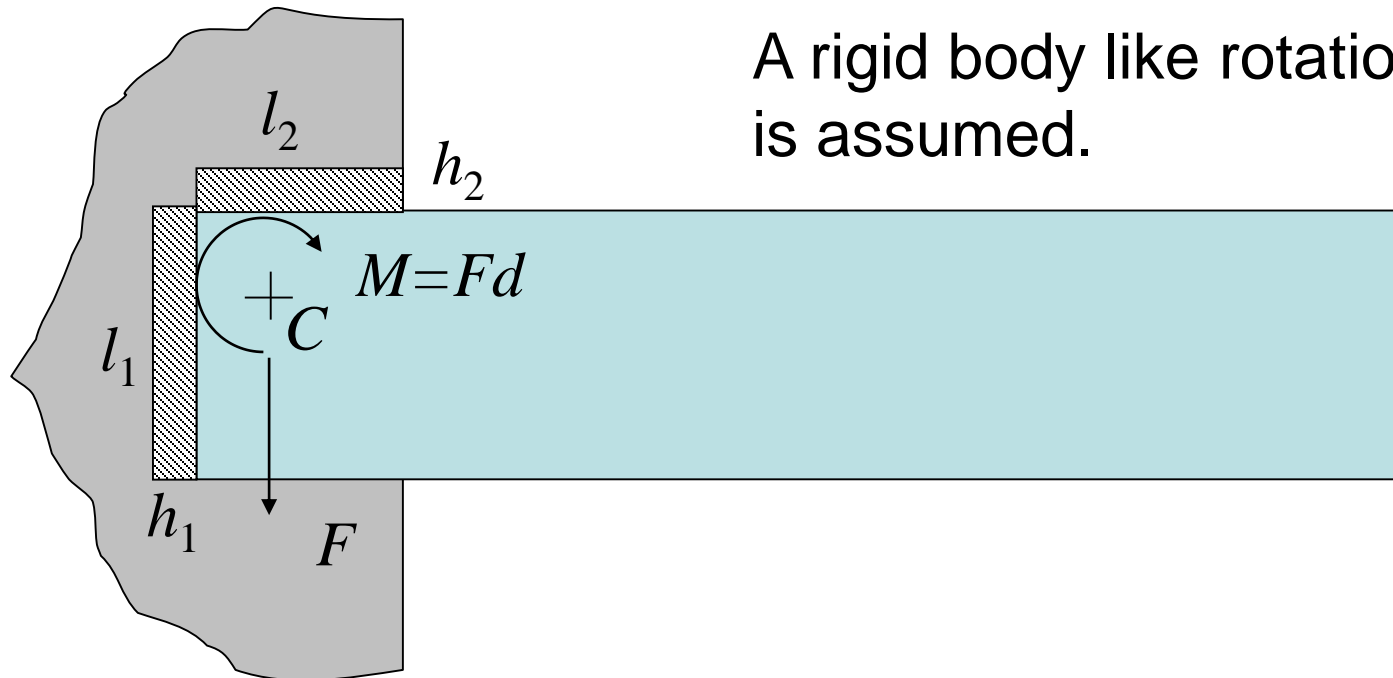 A rigid body like rotatio
is assumed.
l₂
h₂
M=Fd
C
l₁
h₁
F